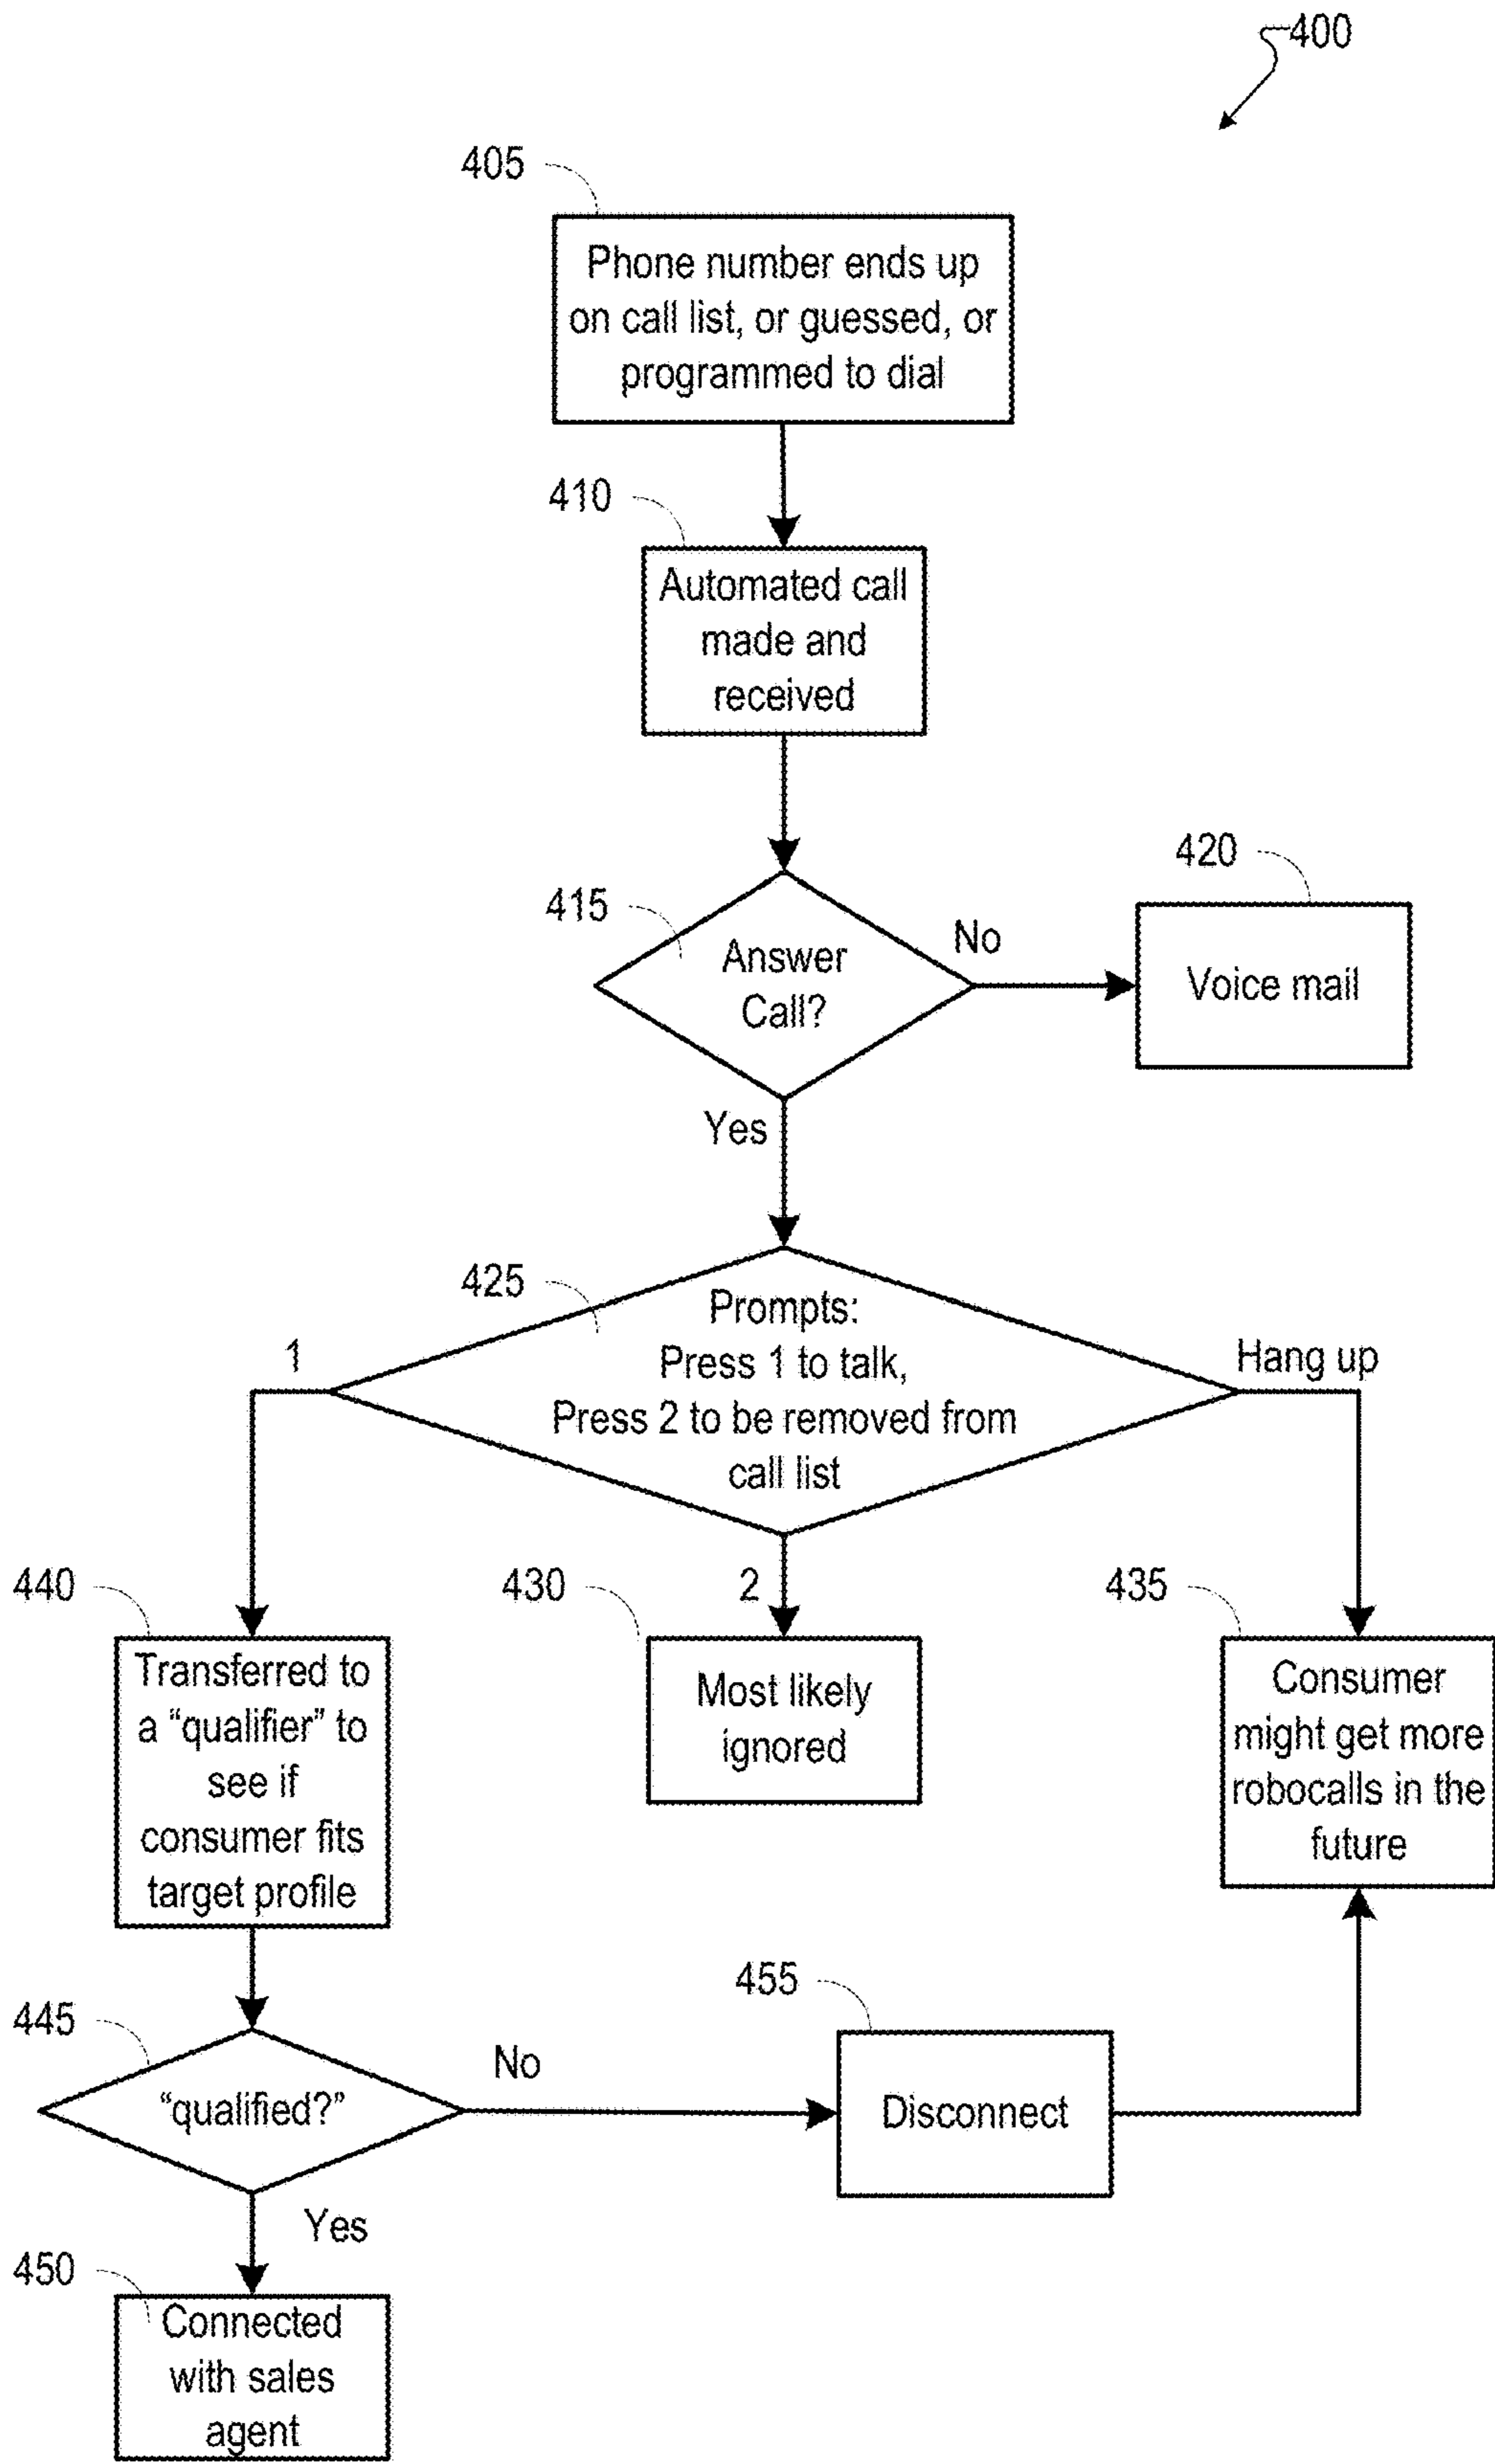 400
405
Phone number ends up
on call list, or guessed, or
programmed to dial
410
Automated call
made and
received
415
Answer
Call?
No
420
Voice mail
Yes
425
Prompts:
Press 1 to talk,
Press 2 to be removed from
call list
1
Hang up
2
440
Transferred to
a “qualifier” to
see if
consumer fits
target profile
430
Most likely
ignored
435
Consumer
might get more
robocalls in the
future
445
“qualified?”
No
455
Disconnect
Yes
450
Connected
with sales
agent